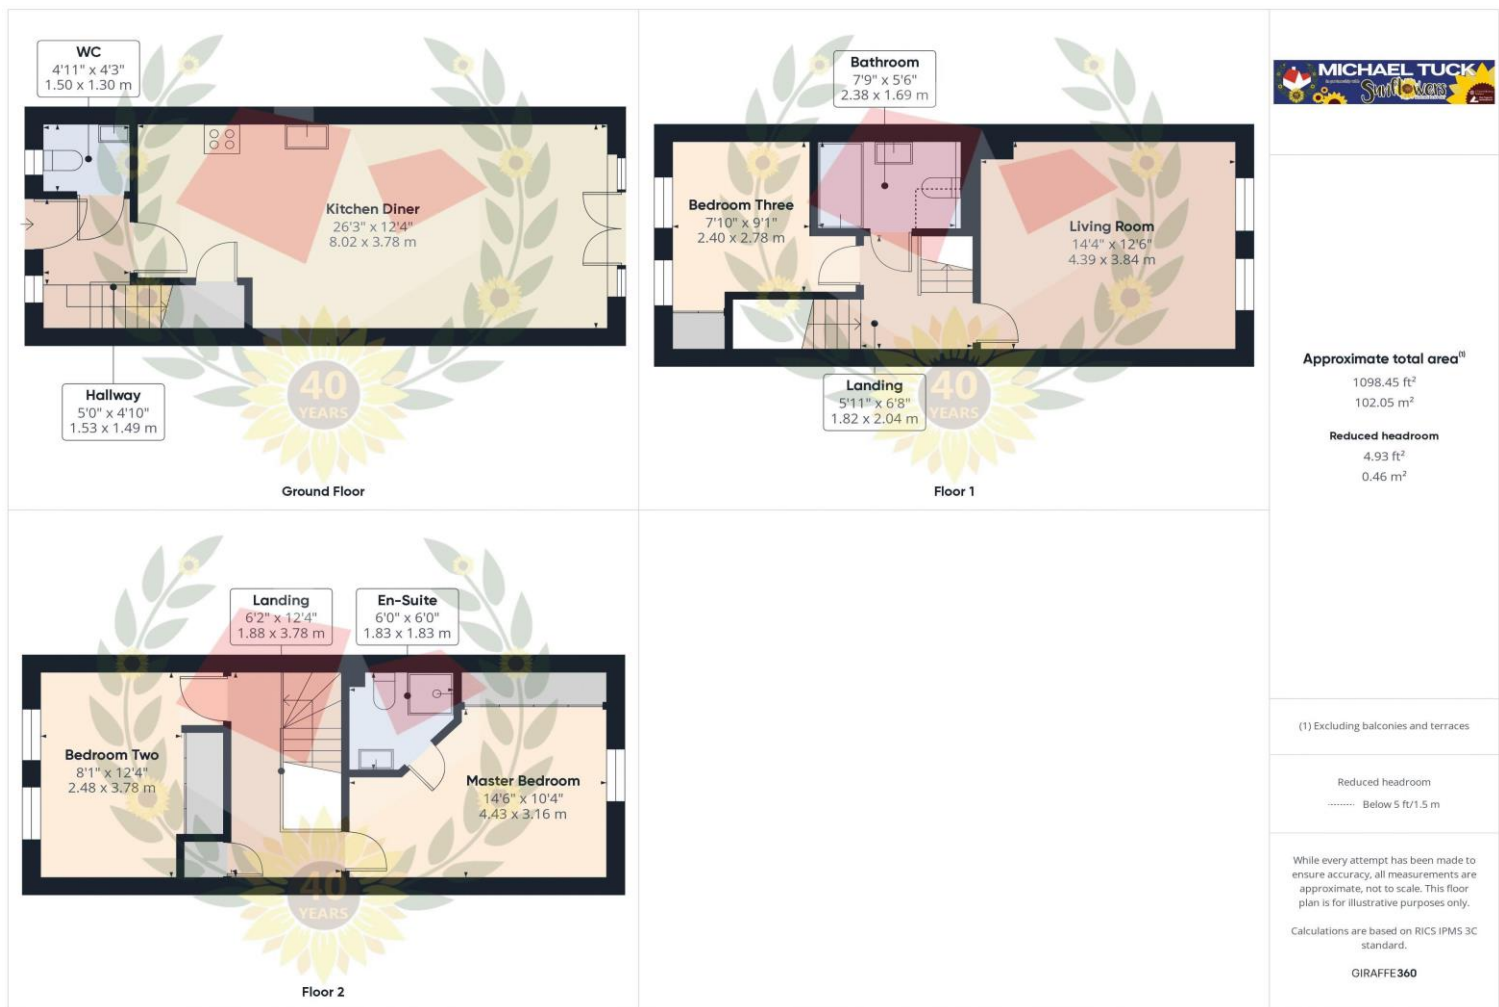 WC
4'11" x 4'3"
1.50 x 1.30 m
Kitchen Diner
26'3" x 12'4"
8.02 x 3.78 m
Hallway
5'0" x 4'10"
1.53 x 1.49 m
40
YEARS
Ground Floor
Bathroom
7'9" x 5'6"
2.38 x 1.69 m
Bedroom Three
7'10" x 9'1"
2.40 x 2.78 m
Living Room
14'4" x 12'6"
4.39 x 3.84 m
Landing
5'11" x 6'8"
1.82 x 2.04 m
40
YEARS
Floor 1
Landing
6'2" x 12'4"
1.88 x 3.78 m
En-Suite
6'0" x 6'0"
1.83 x 1.83 m
Bedroom Two
8'1" x 12'4"
2.48 x 3.78 m
Master Bedroom
14'6" x 10'4"
4.43 x 3.16 m
40
YEARS
Floor 2
MICHAEL TUCK
Sunflowers
Approximate total area(1)
1098.45 ft²
102.05 m²
Reduced headroom
4.93 ft²
0.46 m²
(1) Excluding balconies and terraces
Reduced headroom
Below 5 ft/1.5 m
While every attempt has been made to
ensure accuracy, all measurements are
approximate, not to scale. This floor
plan is for illustrative purposes only.
Calculations are based on RICS IPMS 3C
standard.
GIRAFFE360